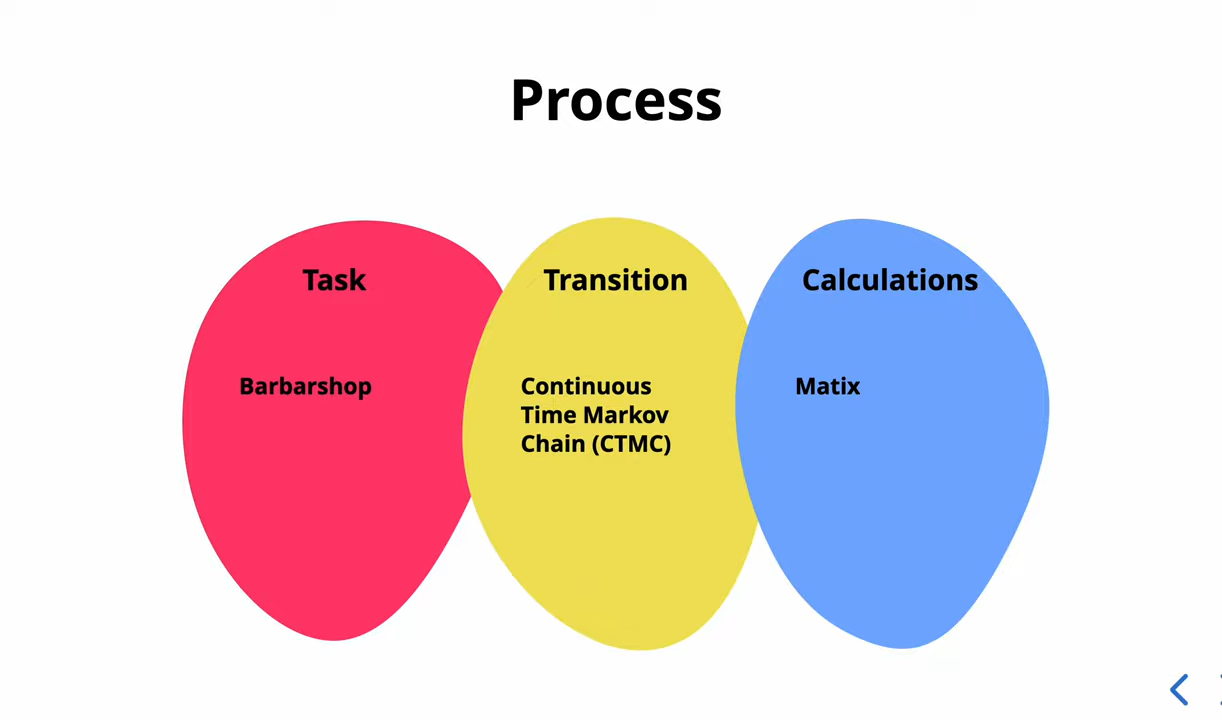 Process
Task
Transition
Calculations
Barbarshop
Continuous
Time Markov
Chain (CTMC)
Matix